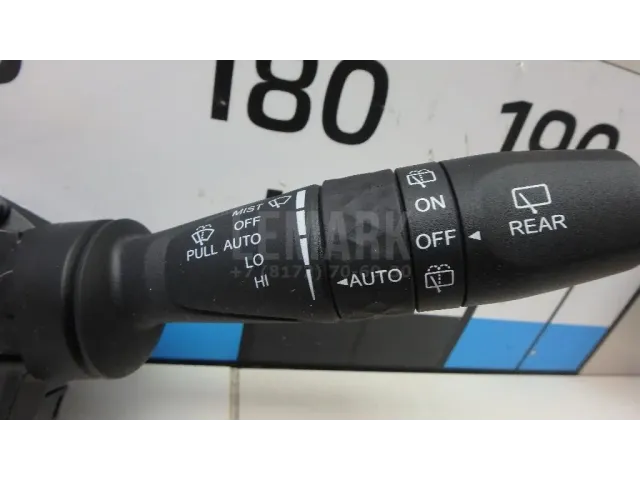 180
190
MIST
OFF
PULL AUTO
LO
HI
◄AUTO
ON
OFF ◄
REAR